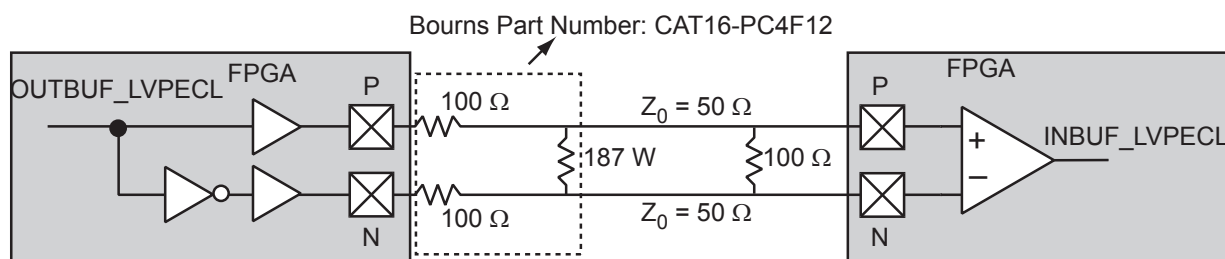 Bourns Part Number: CAT16-PC4F12
OUTBUF_LVPECL
FPGA
P
100 Ω
Z0 = 50 Ω
187 W
100 Ω
100 Ω
N
Z0 = 50 Ω
FPGA
P
+
−
INBUF_LVPECL
N